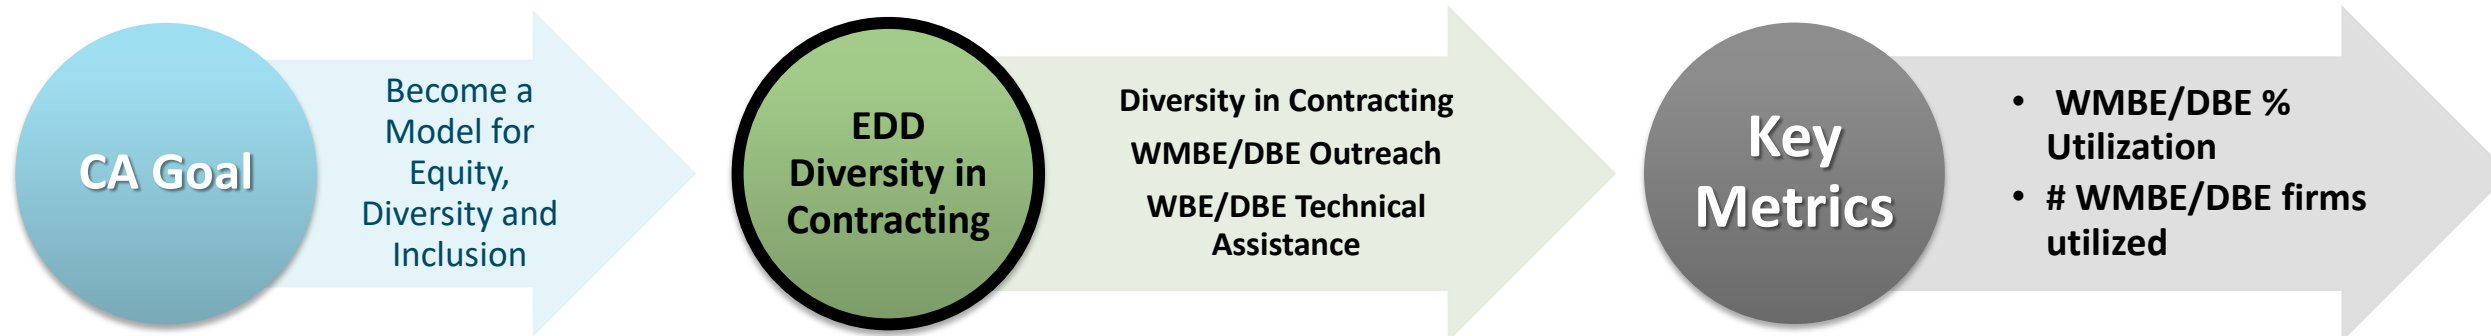 CA Goal
Become a
Model for
Equity,
Diversity and
Inclusion
EDD
Diversity in
Contracting
Diversity in Contracting
WMBE/DBE Outreach
WBE/DBE Technical
Assistance
Key
Metrics
• WMBE/DBE %
Utilization
• # WMBE/DBE firms
utilized